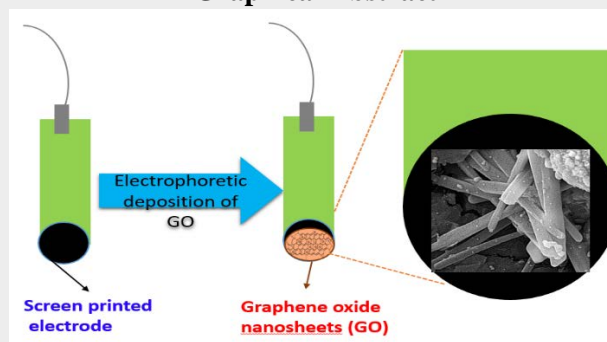 Electrophoretic
deposition of
GO
Screen printed
electrode
Graphene oxide
nanosheets (GO)